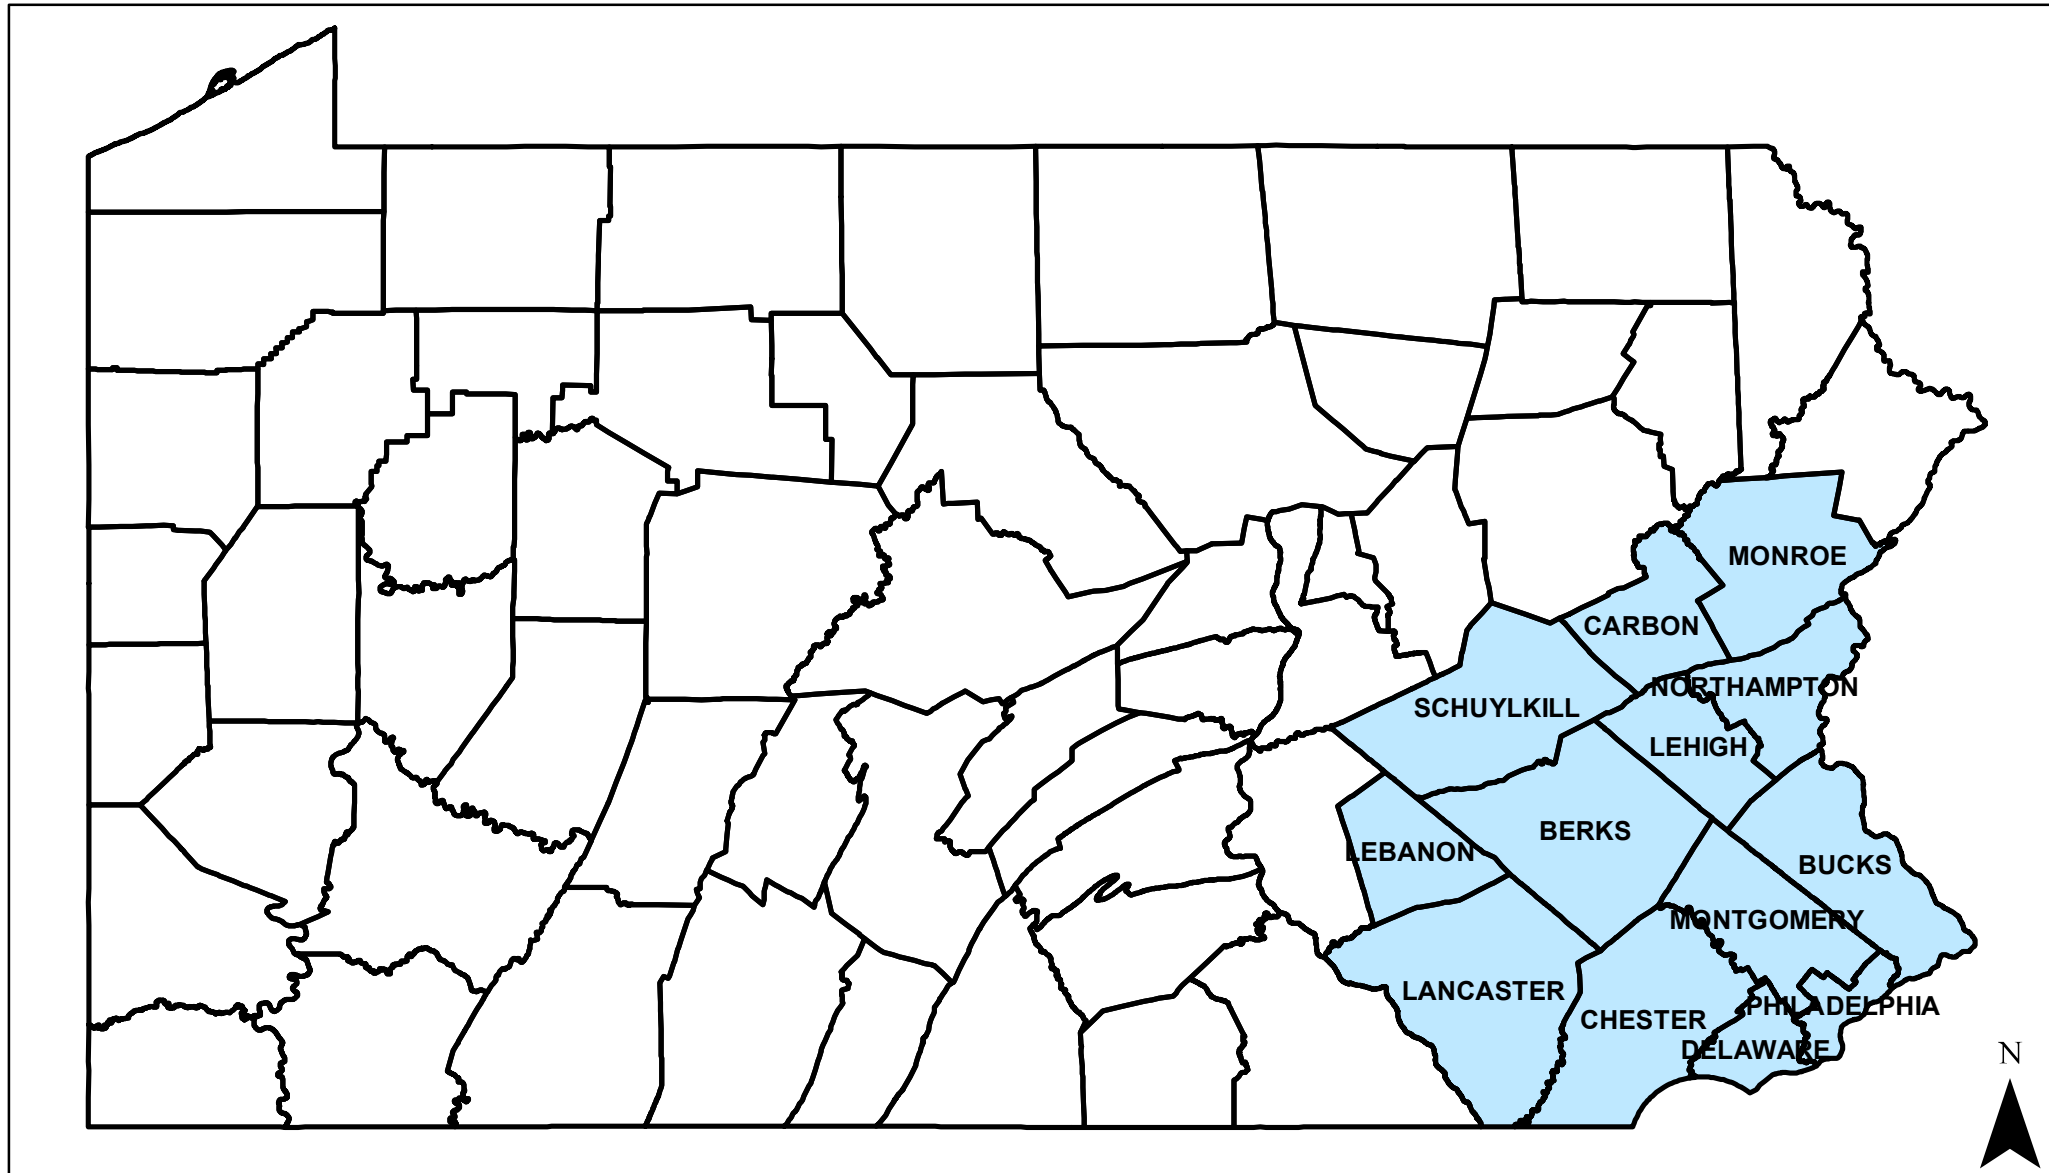 MONROE
CARBON
NORTHAMPTON
SCHUYLKILL
LEHIGH
BERKS
LEBANON
BUCKS
MONTGOMERY
LANCASTER
PHILADELPHIA
CHESTER
DELAWARE
N